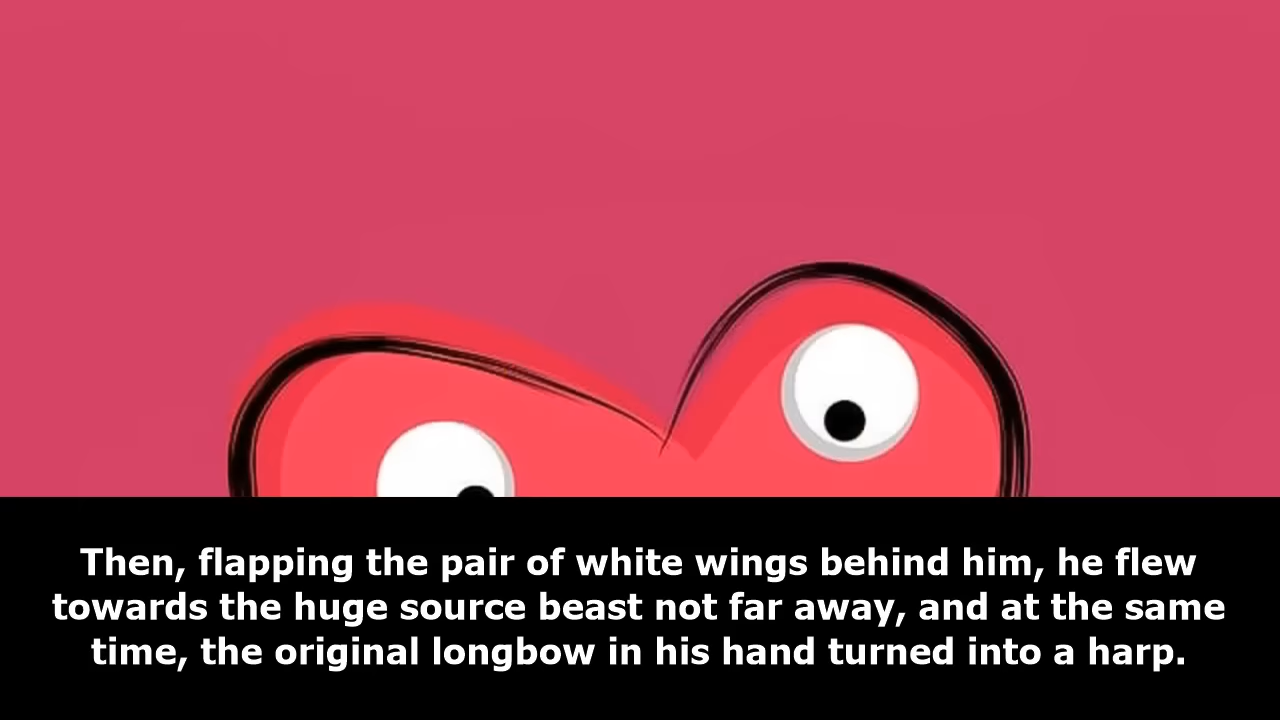 Then, flapping the pair of white wings behind him, he flew
towards the huge source beast not far away, and at the same
time, the original longbow in his hand turned into a harp.